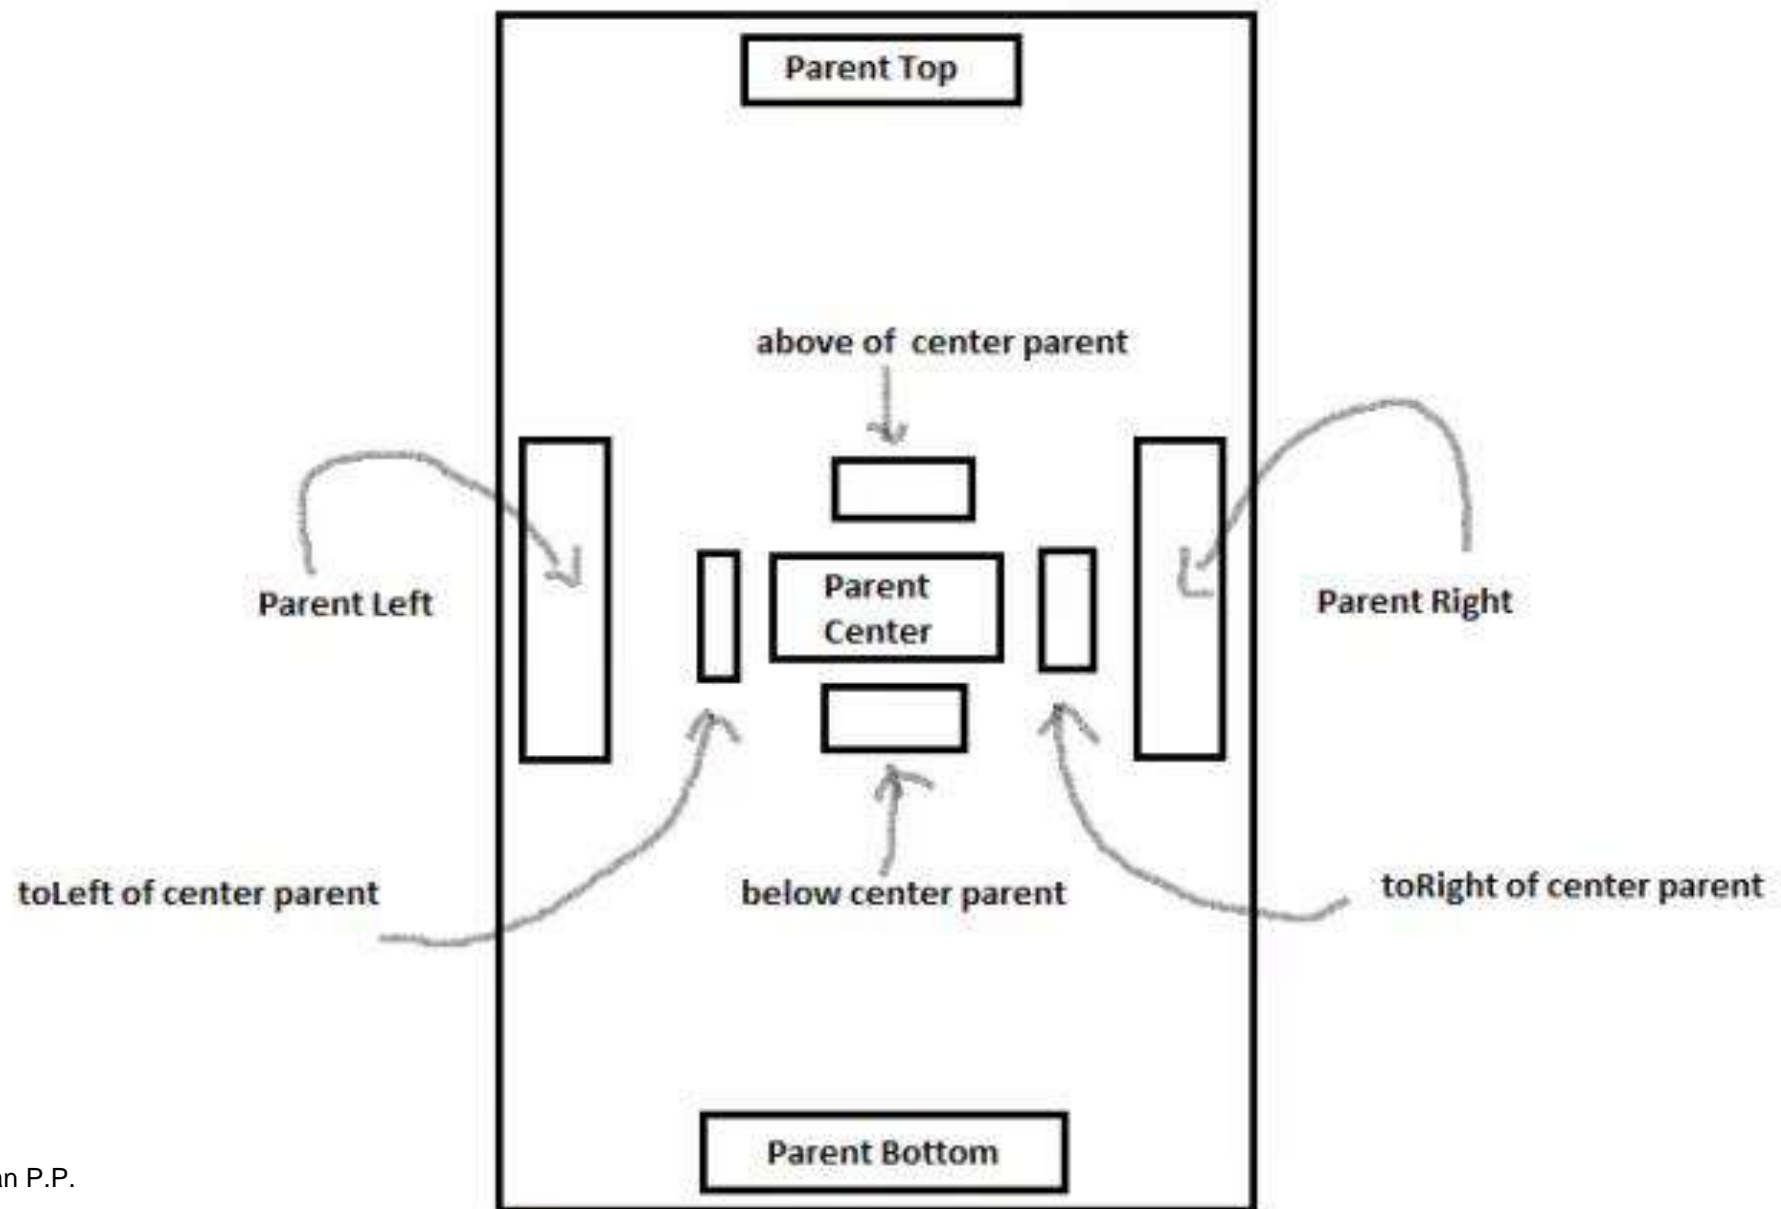 Parent Top
above of center parent
Parent Left
Parent
Center
Parent Right
toLeft of center parent
below center parent
toRight of center parent
Parent Bottom
an P.P.